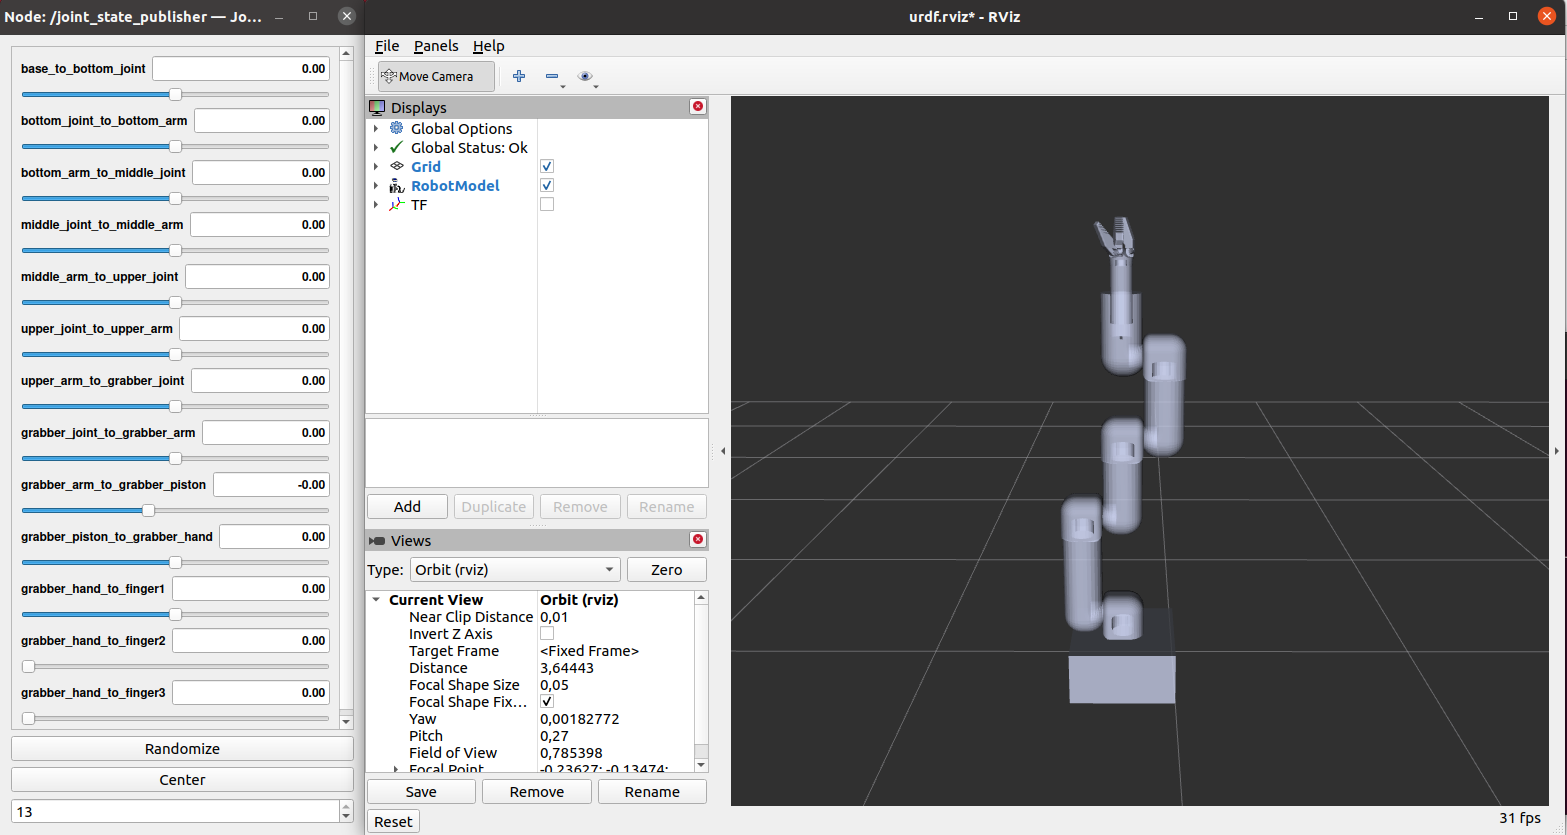 Node: /joint_state_publisher — Jo...
base_to_bottom_joint 0.00
bottom_joint_to_bottom_arm 0.00
bottom_arm_to_middle_joint 0.00
middle_joint_to_middle_arm 0.00
middle_arm_to_upper_joint 0.00
upper_joint_to_upper_arm 0.00
upper_arm_to_grabber_joint 0.00
grabber_joint_to_grabber_arm 0.00
grabber_arm_to_grabber_piston -0.00
grabber_piston_to_grabber_hand 0.00
grabber_hand_to_finger1 0.00
grabber_hand_to_finger2 0.00
grabber_hand_to_finger3 0.00
Randomize
Center
13
urdf.rviz* - RViz
File Panels Help
Move Camera
Displays
Global Options
Global Status: Ok
Grid
RobotModel
TF
Add Duplicate Remove Rename
Views
Type: Orbit (rviz) Zero
Current View Orbit (rviz)
Near Clip Distance 0,01
Invert Z Axis
Target Frame <Fixed Frame>
Distance 3,64443
Focal Shape Size 0,05
Focal Shape Fix...
Yaw 0,00182772
Pitch 0,27
Field of View 0,785398
Focal Point -0,23627; -0,13474;
Save Remove Rename
Reset
31 fps